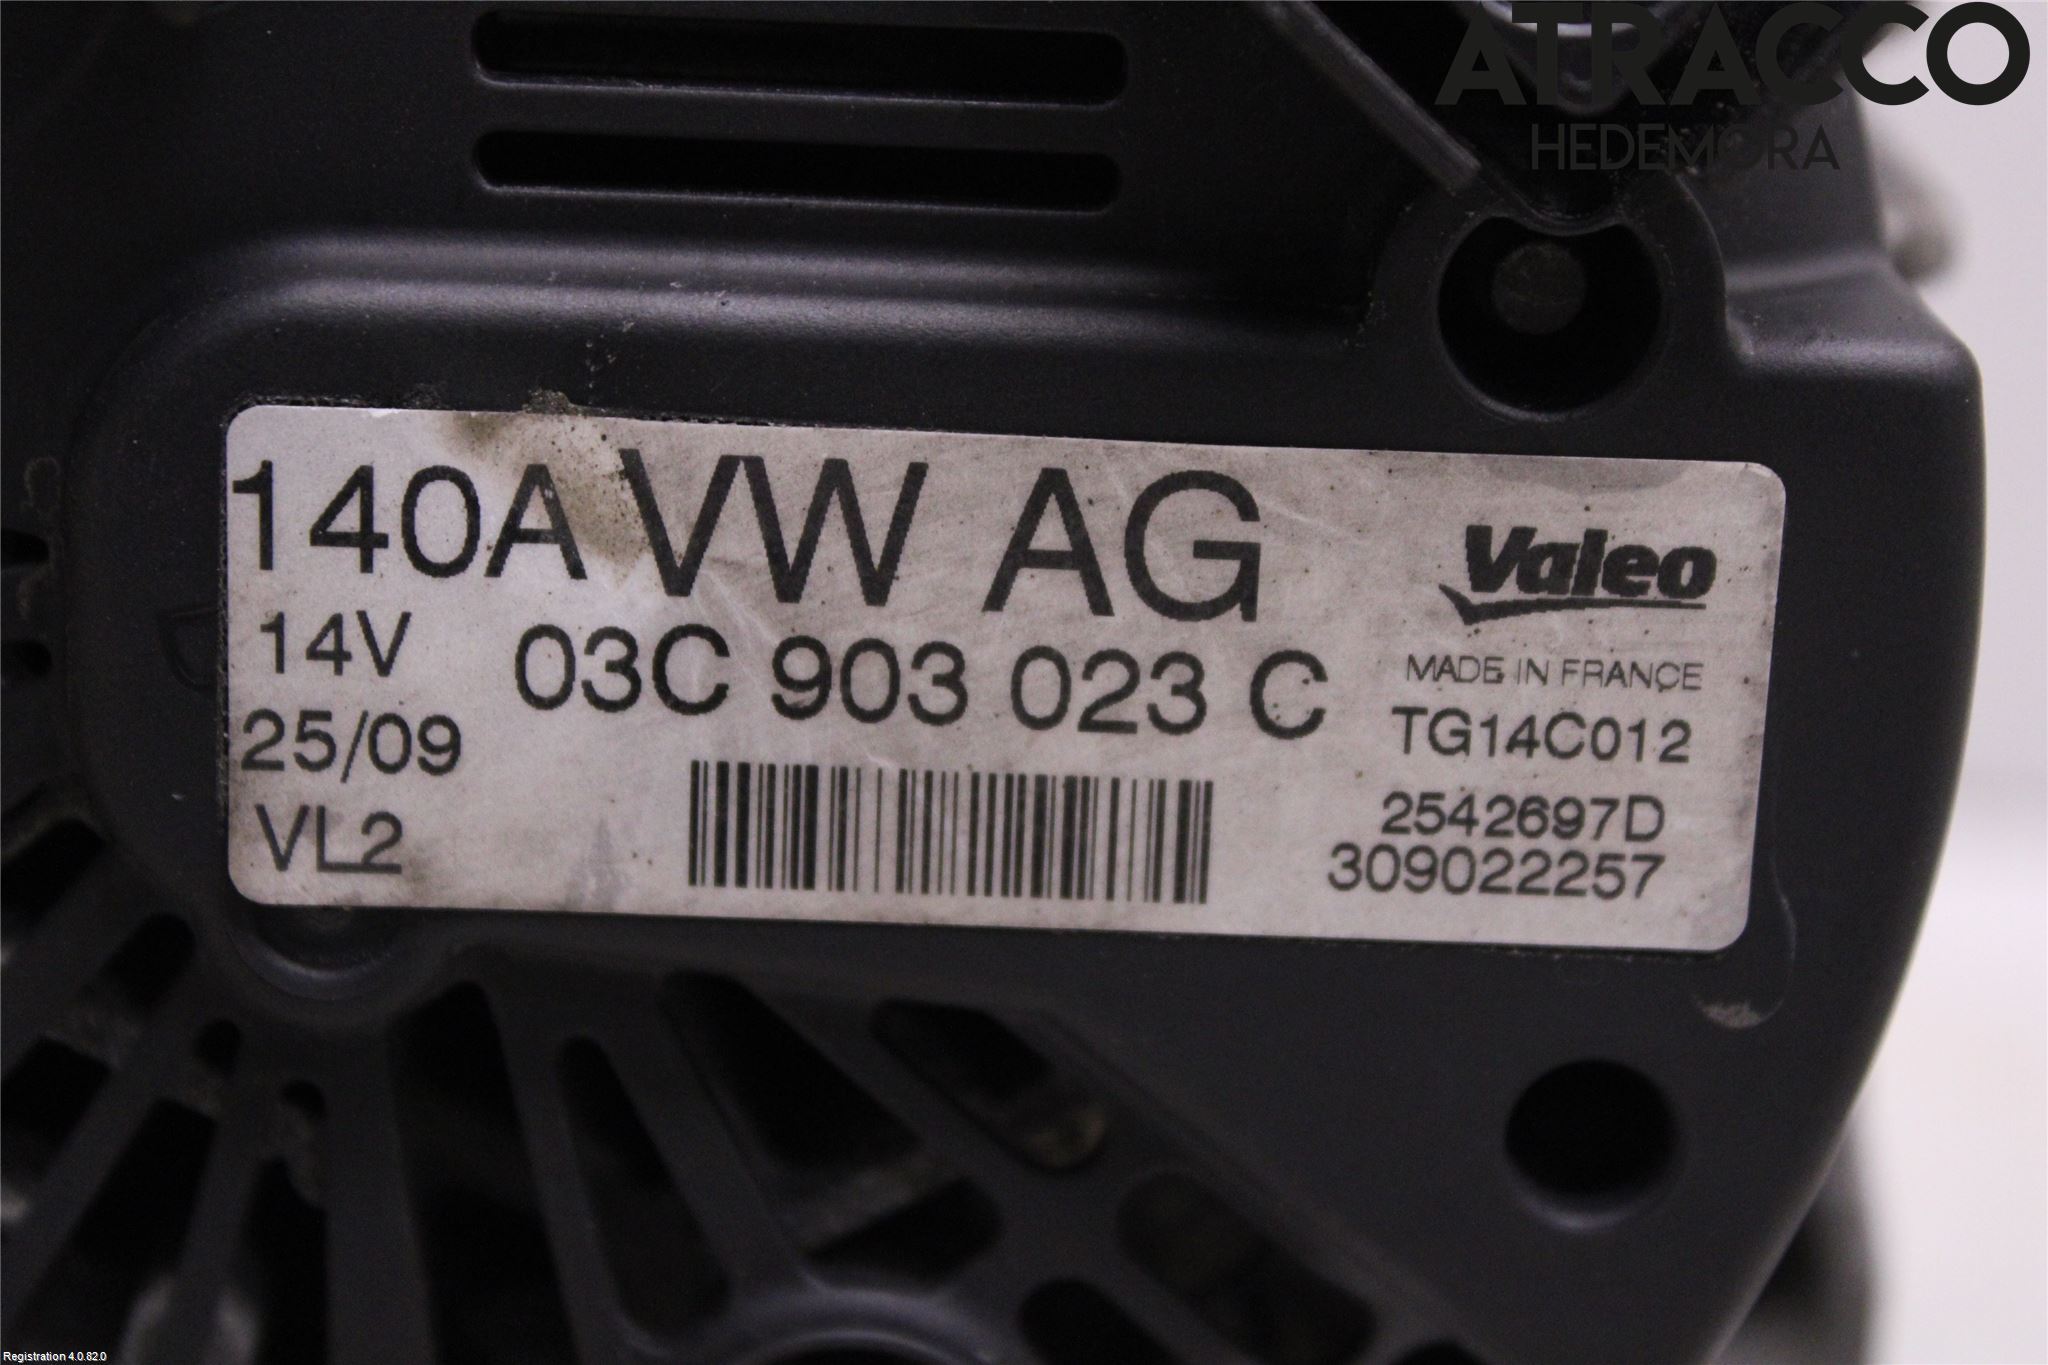 ATRACCO
HEDEMORA
140A VW AG
Valeo
14V
03C 903 023 C
MADE IN FRANCE
TG14C012
25/09
VL2
2542697D
309022257
Registration 4.0.82.0